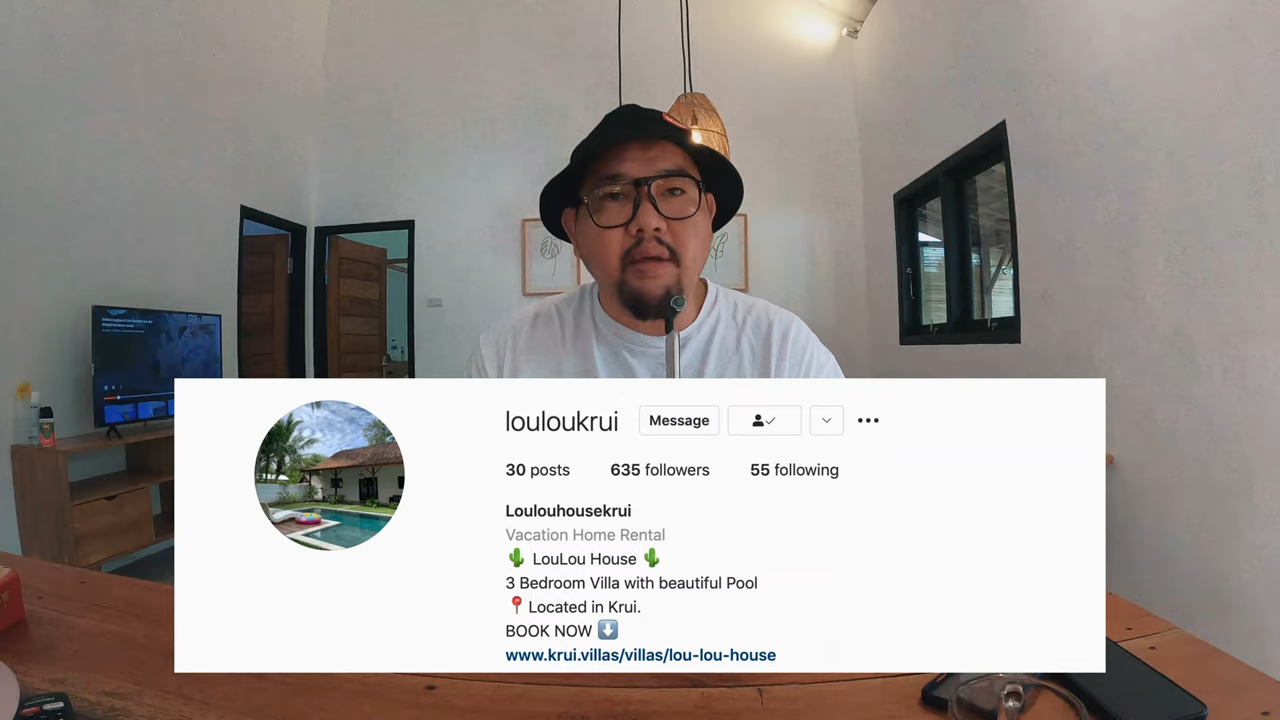 louloukrui Message
30 posts 635 followers 55 following
Loulouhousekrui
Vacation Home Rental
🌵 LouLou House 🌵
3 Bedroom Villa with beautiful Pool
📍 Located in Krui.
BOOK NOW ⬇️
www.krui.villas/villas/lou-lou-house